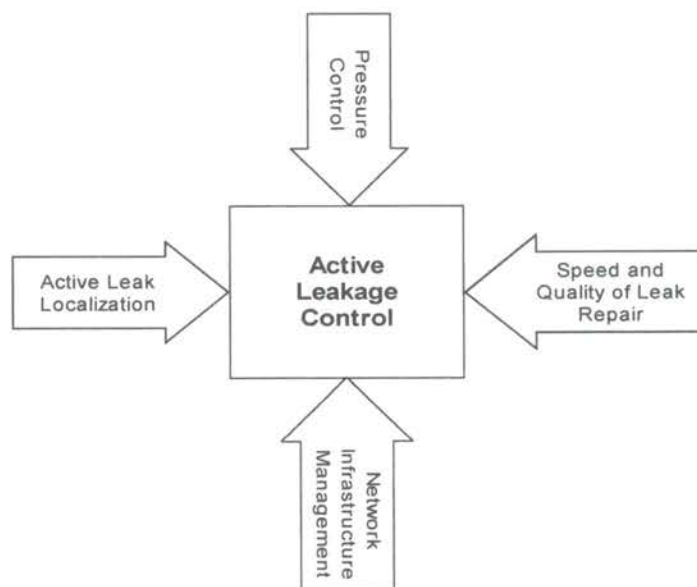 Pressure
Control
Active Leak
Localization
Active
Leakage
Control
Speed and
Quality of Leak
Repair
Network
Infrastructure
Management